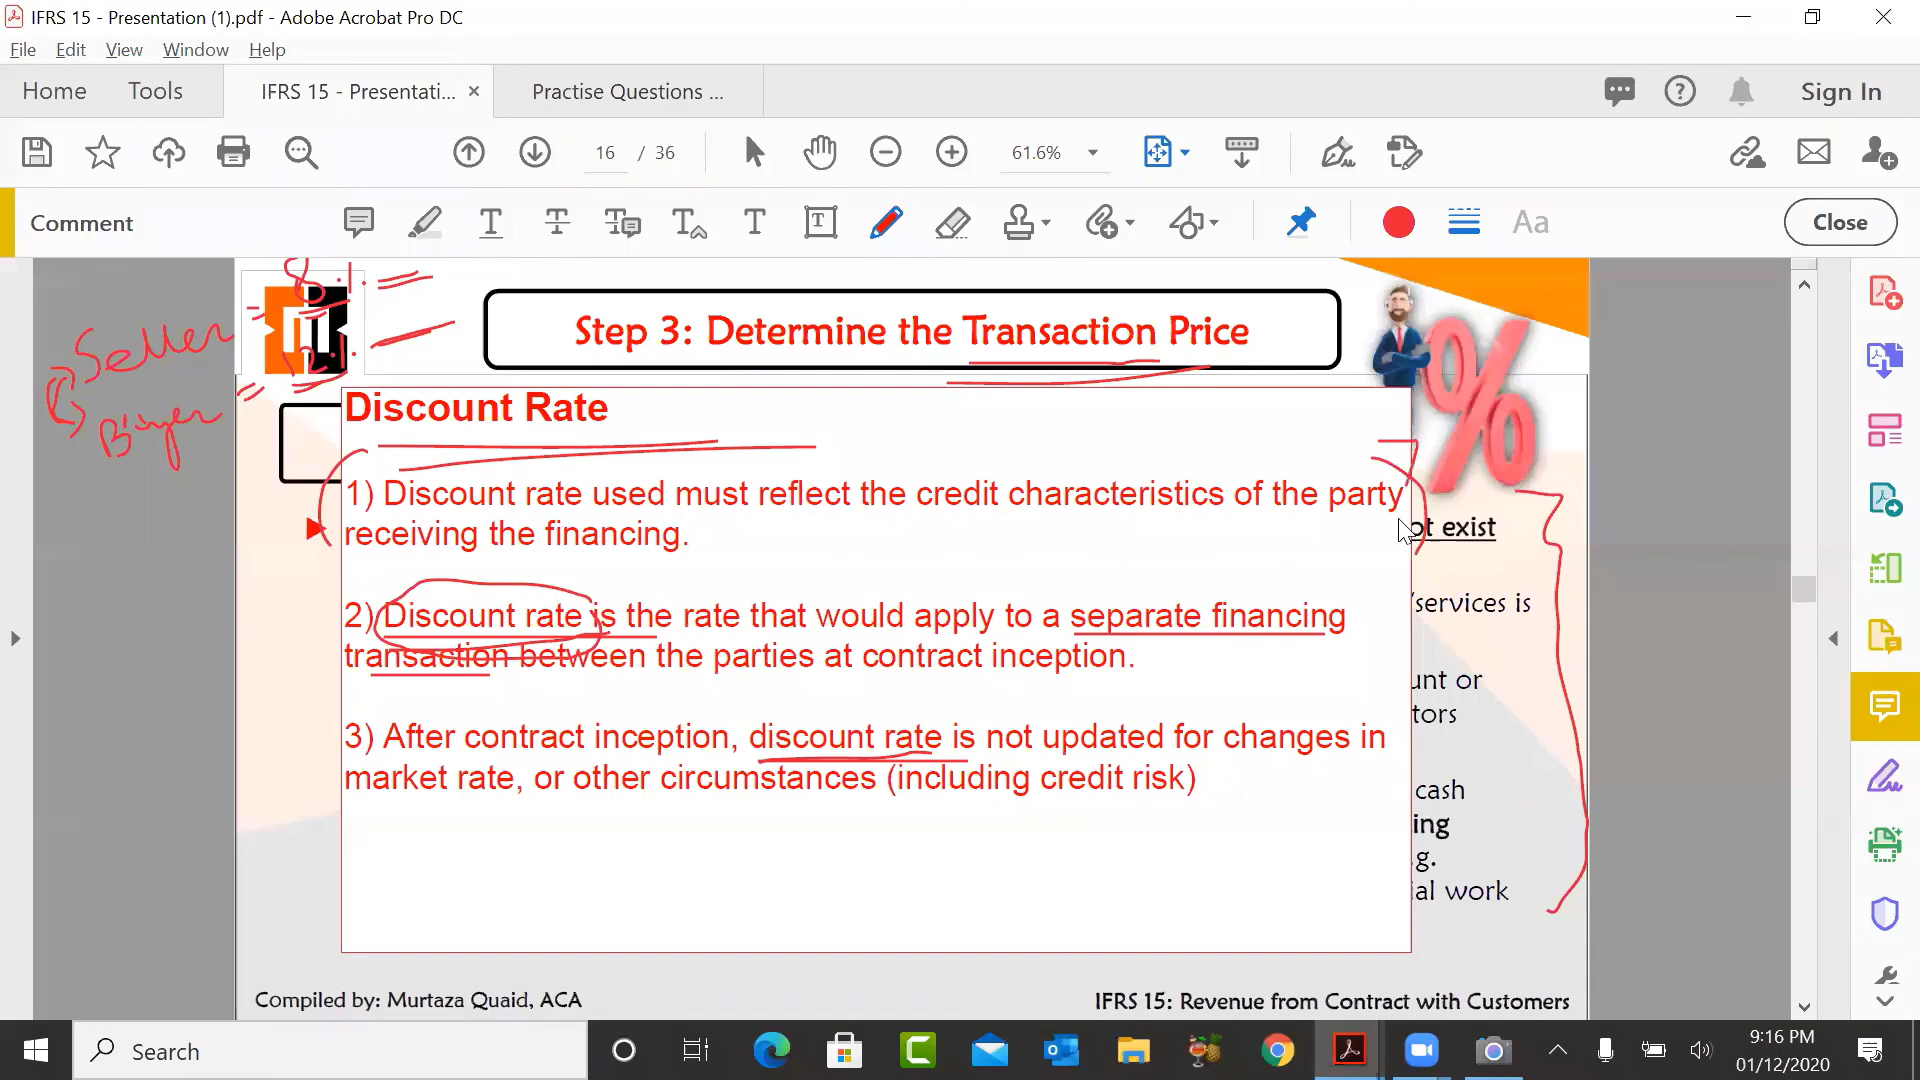 IFRS 15 - Presentation (1).pdf - Adobe Acrobat Pro DC
File Edit View Window Help
Home Tools IFRS 15 - Presentati... × Practise Questions ... Sign In
16 / 36 61.6%
Comment Aa Close
8%
12%
Seller
Buyer
Step 3: Determine the Transaction Price
%
Discount Rate
1) Discount rate used must reflect the credit characteristics of the party
receiving the financing.
ot exist
2) Discount rate is the rate that would apply to a separate financing
transaction between the parties at contract inception.
/services is
unt or
tors
3) After contract inception, discount rate is not updated for changes in
market rate, or other circumstances (including credit risk)
cash
ing
g.
ial work
Compiled by: Murtaza Quaid, ACA
IFRS 15: Revenue from Contract with Customers
Search
9:16 PM
01/12/2020